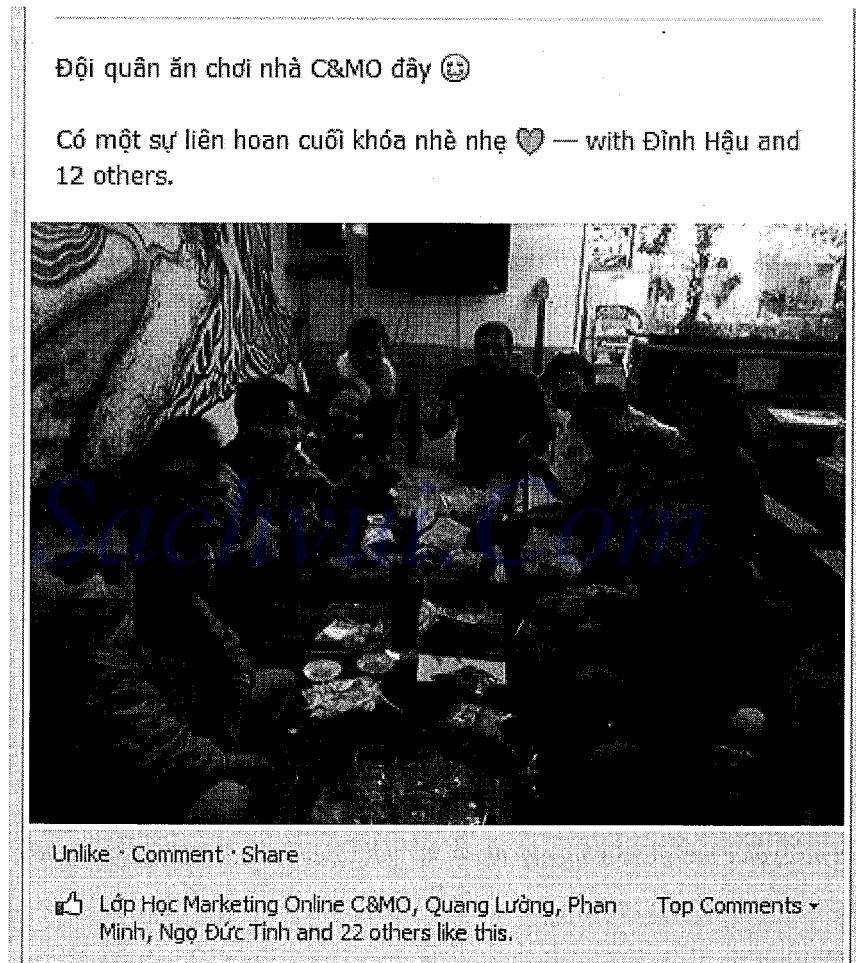 Đội quân ăn chơi nhà C&MO đây
Có một sự liên hoan cuối khóa nhè nhẹ — with Đình Hậu and
12 others.
Sachvui.Com
Unlike · Comment · Share
Lớp Học Marketing Online C&MO, Quang Lường, Phan
Minh, Ngọ Đức Tính and 22 others like this.
Top Comments